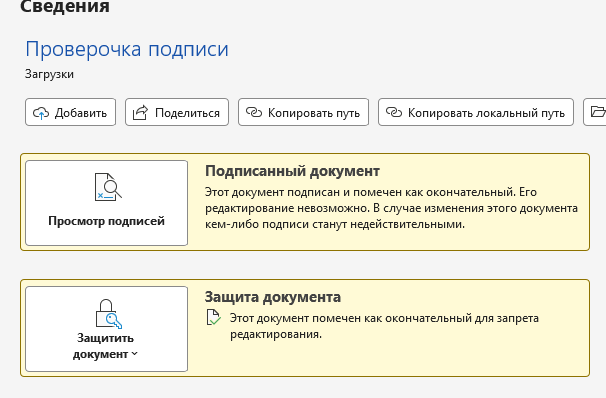 Сведения
Проверочка подписи
Загрузки
Добавить
Поделиться
Копировать путь
Копировать локальный путь
Просмотр подписей
Подписанный документ
Этот документ подписан и помечен как окончательный. Его
редактирование невозможно. В случае изменения этого документа
кем-либо подписи станут недействительными.
Защитить
документ
Защита документа
Этот документ помечен как окончательный для запрета
редактирования.